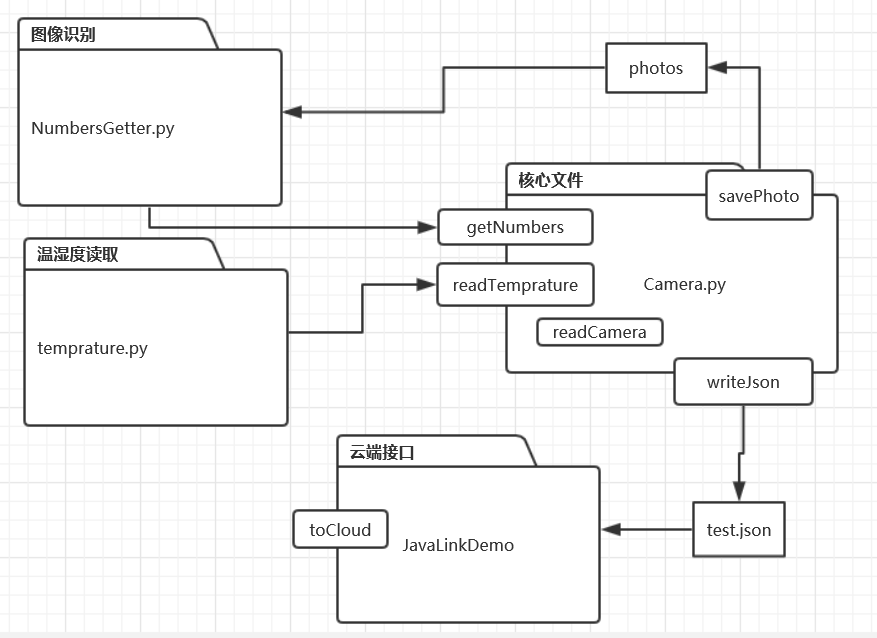 图像识别
photos
NumbersGetter.py
核心文件
savePhoto
getNumbers
温湿度读取
readTemprature
Camera.py
readCamera
temprature.py
writeJson
云端接口
toCloud
test.json
JavaLinkDemo